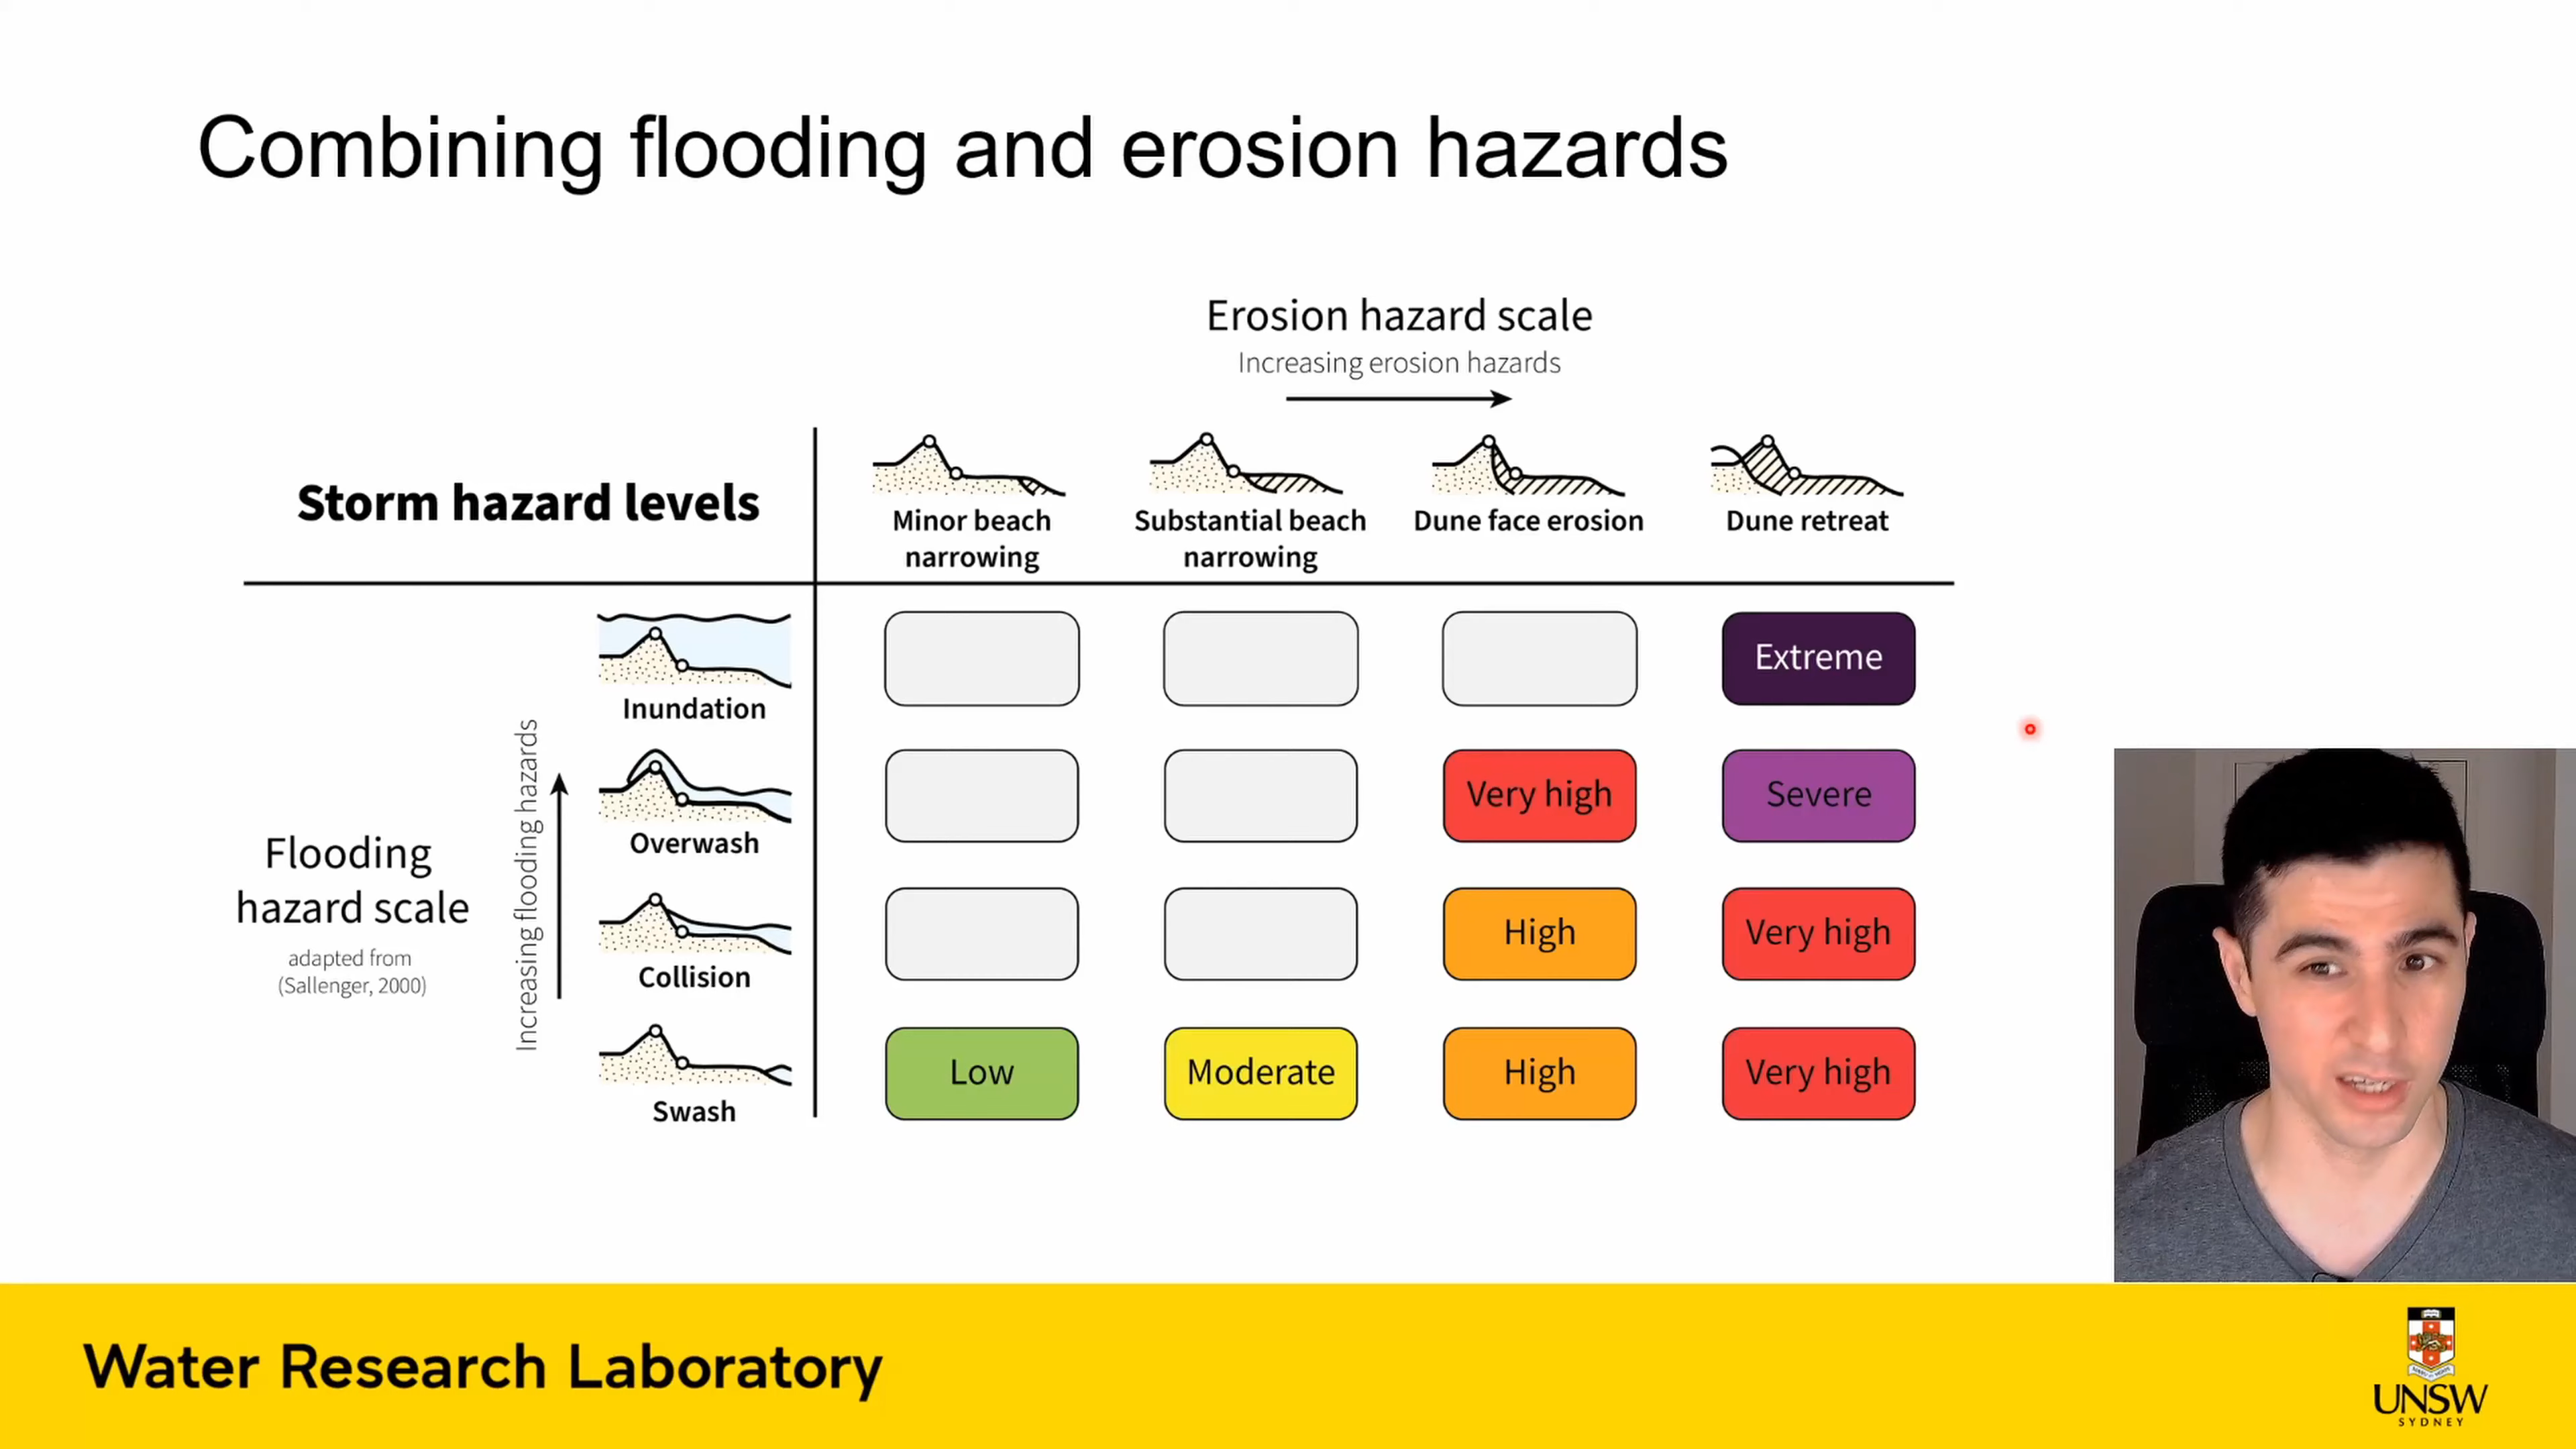 Combining flooding and erosion hazards
Erosion hazard scale
Increasing erosion hazards
Storm hazard levels
Minor beach
narrowing
Substantial beach
narrowing
Dune face erosion
Dune retreat
Flooding
hazard scale
adapted from
(Sallenger, 2000)
Increasing flooding hazards
Inundation
Extreme
Overwash
Very high
Severe
Collision
High
Very high
Swash
Low
Moderate
High
Very high
Water Research Laboratory
UNSW
SYDNEY